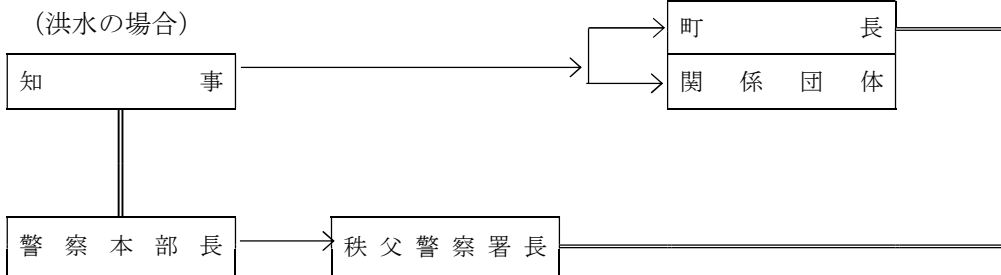 (洪水の場合)
町長
知事
関係団体
警察本部長
秩父警察署長